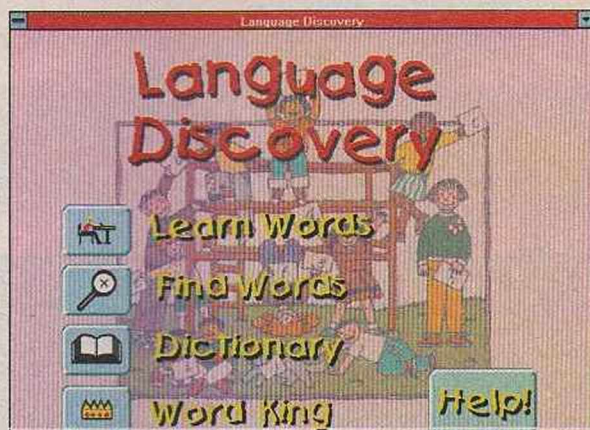 Language Discovery
Language
Discovery
Learn Words
Find Words
Dictionary
Word King
Help!